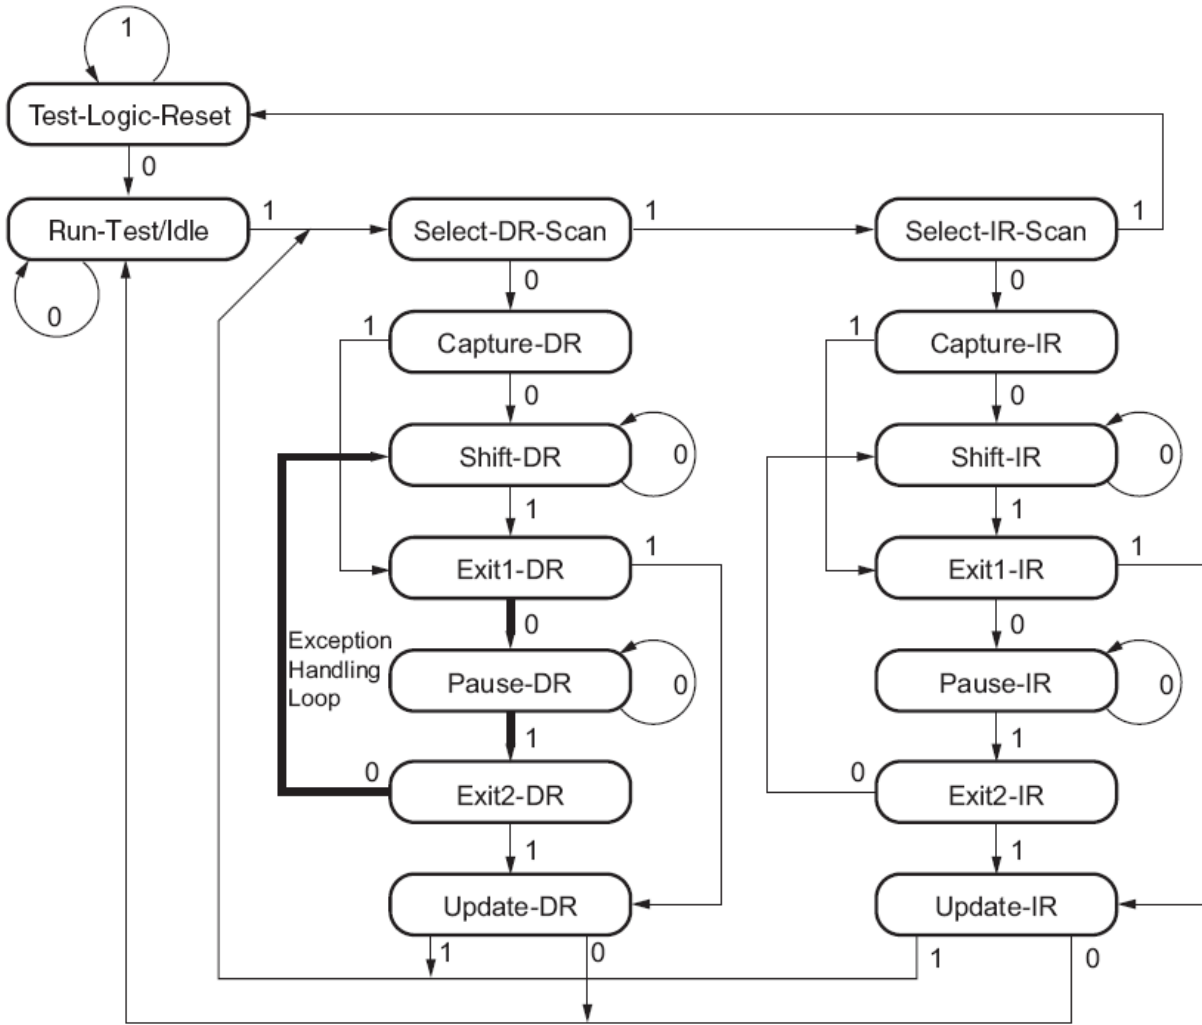 1
Test-Logic-Reset
0
Run-Test/Idle
1
Select-DR-Scan
1
Select-IR-Scan
1
0
0
0
1
Capture-DR
1
Capture-IR
0
0
Shift-DR
0
Shift-IR
0
1
1
Exit1-DR
1
Exit1-IR
1
0
0
Exception
Handling
Loop
Pause-DR
0
Pause-IR
0
1
1
0
Exit2-DR
0
Exit2-IR
1
1
Update-DR
Update-IR
1
0
1
0